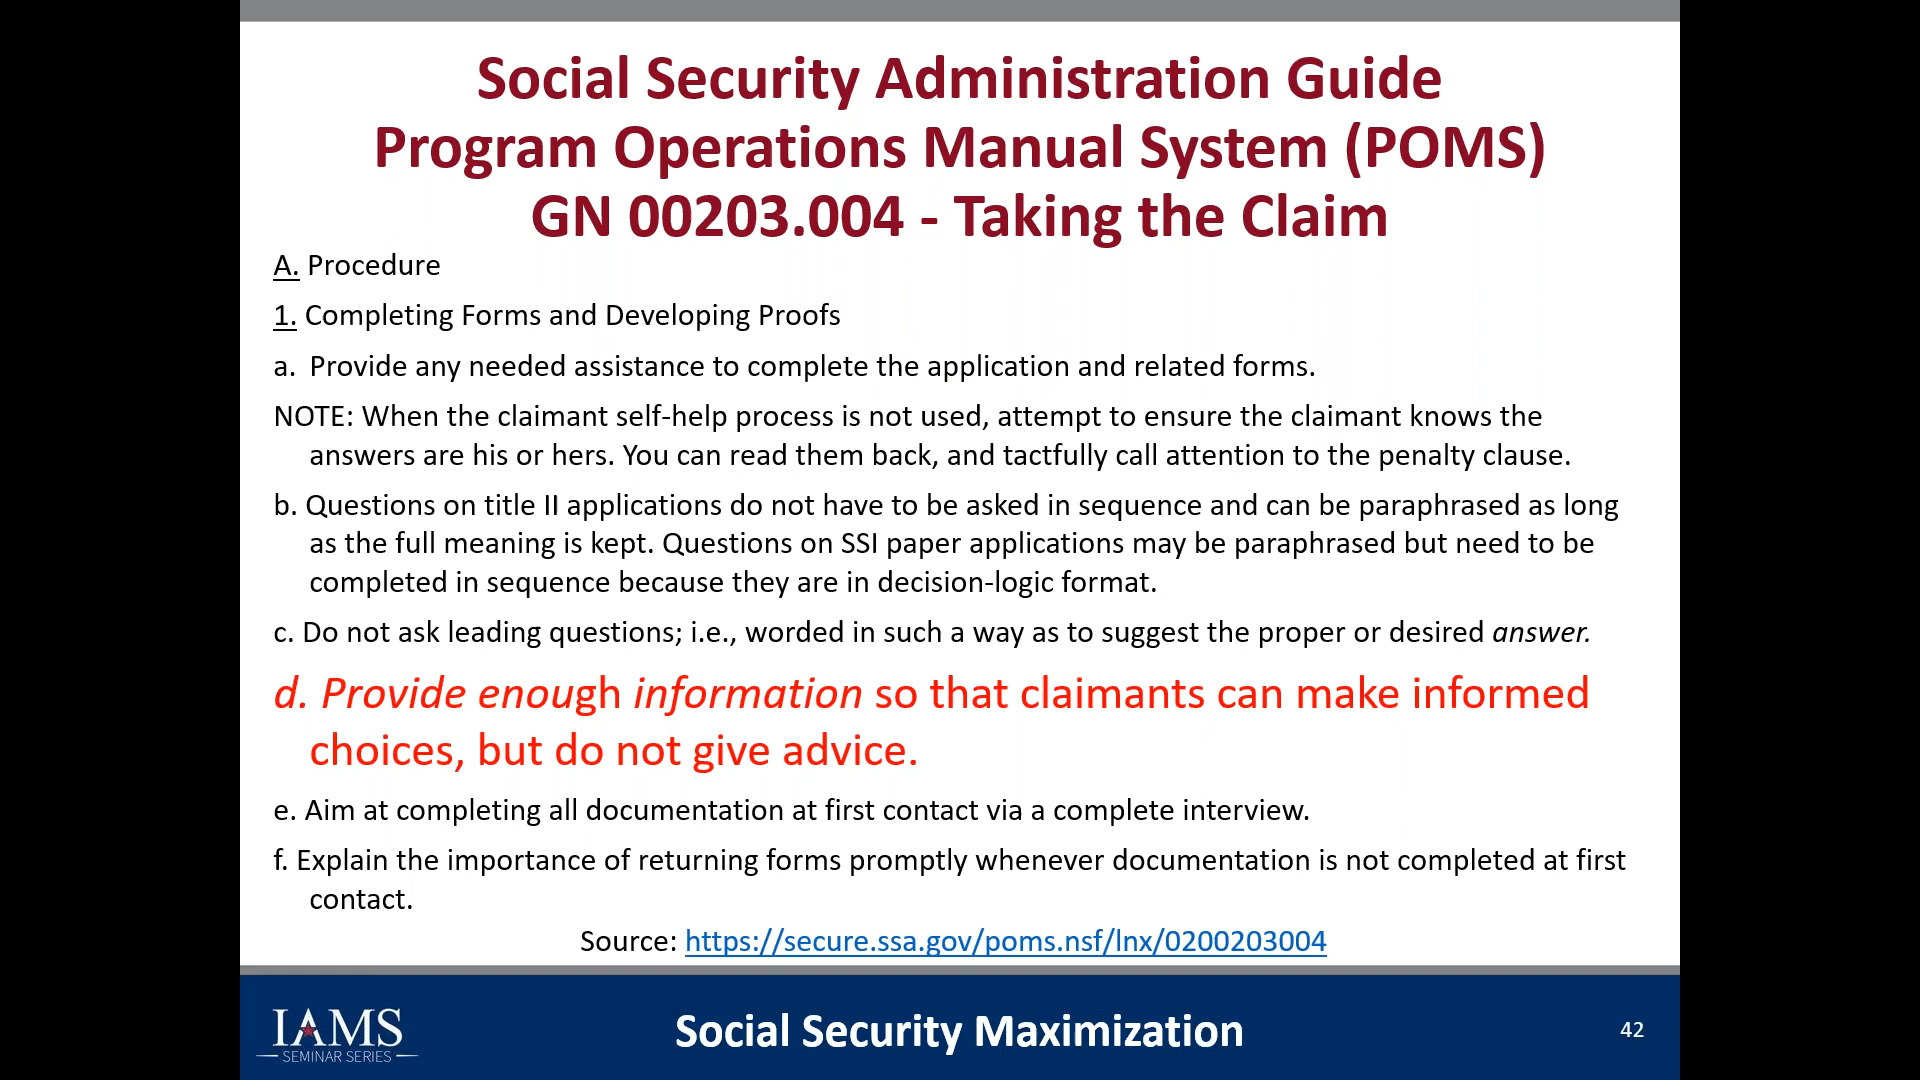 Social Security Administration Guide
Program Operations Manual System (POMS)
GN 00203.004 - Taking the Claim
A. Procedure
1. Completing Forms and Developing Proofs
a. Provide any needed assistance to complete the application and related forms.
NOTE: When the claimant self-help process is not used, attempt to ensure the claimant knows the
answers are his or hers. You can read them back, and tactfully call attention to the penalty clause.
b. Questions on title II applications do not have to be asked in sequence and can be paraphrased as long
as the full meaning is kept. Questions on SSI paper applications may be paraphrased but need to be
completed in sequence because they are in decision-logic format.
c. Do not ask leading questions; i.e., worded in such a way as to suggest the proper or desired answer.
d. Provide enough information so that claimants can make informed
choices, but do not give advice.
e. Aim at completing all documentation at first contact via a complete interview.
f. Explain the importance of returning forms promptly whenever documentation is not completed at first
contact.
Source: https://secure.ssa.gov/poms.nsf/lnx/0200203004
IAMS
SEMINAR SERIES
Social Security Maximization
42